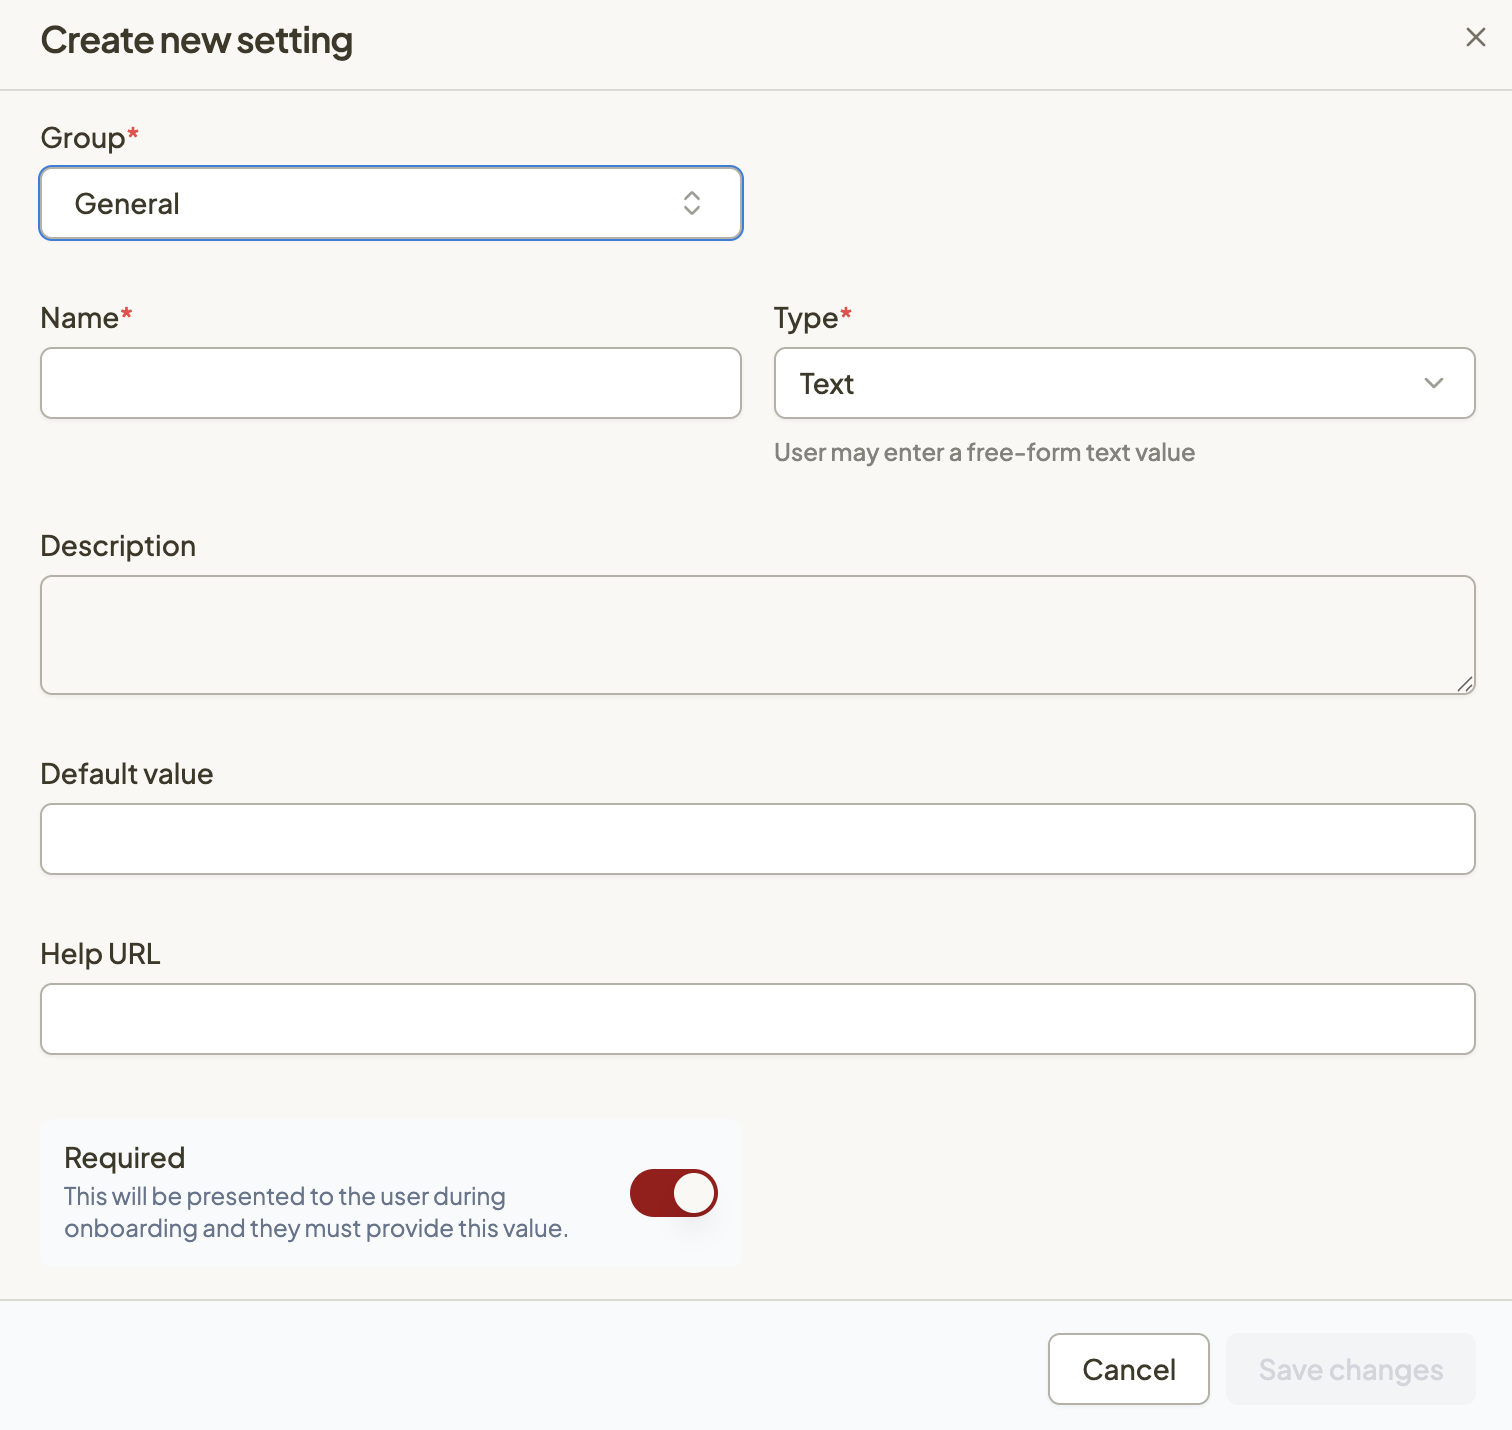 Create new setting
Group*
General
Name*
Type*
Text
User may enter a free-form text value
Description
Default value
Help URL
Required
This will be presented to the user during
onboarding and they must provide this value.
Cancel
Save changes